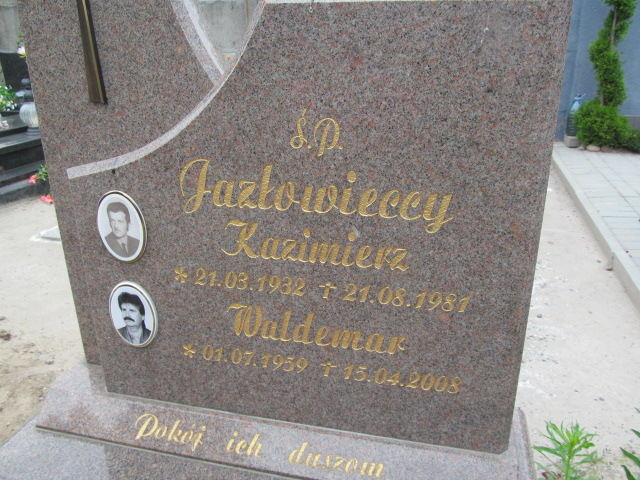 Ś.P.
Jazłowieccy
Kazimierz
* 21.03.1932 † 21.08.1981
Waldemar
* 01.07.1959 † 15.04.2008
Pokój ich duszom